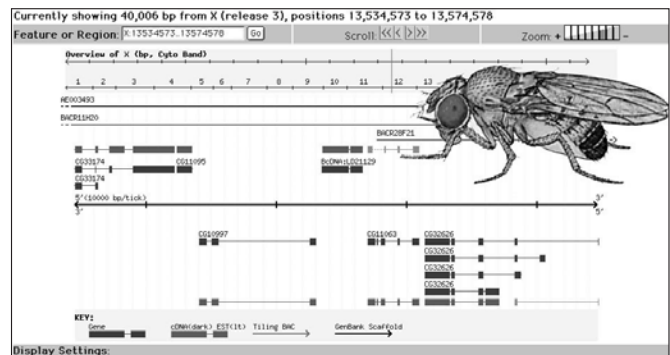 Currently showing 40,006 bp from X (release 3), positions 13,534,573 to 13,574,578
Feature or Region: X:13534573..13574578 Go Scroll: << < > >> Zoom: + -
Overview of X (bp, Cyto Band)
1 2 3 4 5 6 7 8 9 10 11 12 13
AE003493
BACR11H20
BACR28F21
CG33174 CG11095 BcDNA:LD21129
CG33174
5' (10000 bp/tick) 3'
3' 5'
CG10997 CG11063 CG32626
CG32626
CG32626
CG32626
KEY:
Gene cDNA(dark) EST(lt) Tiling BAC GenBank Scaffold
Display Settings: